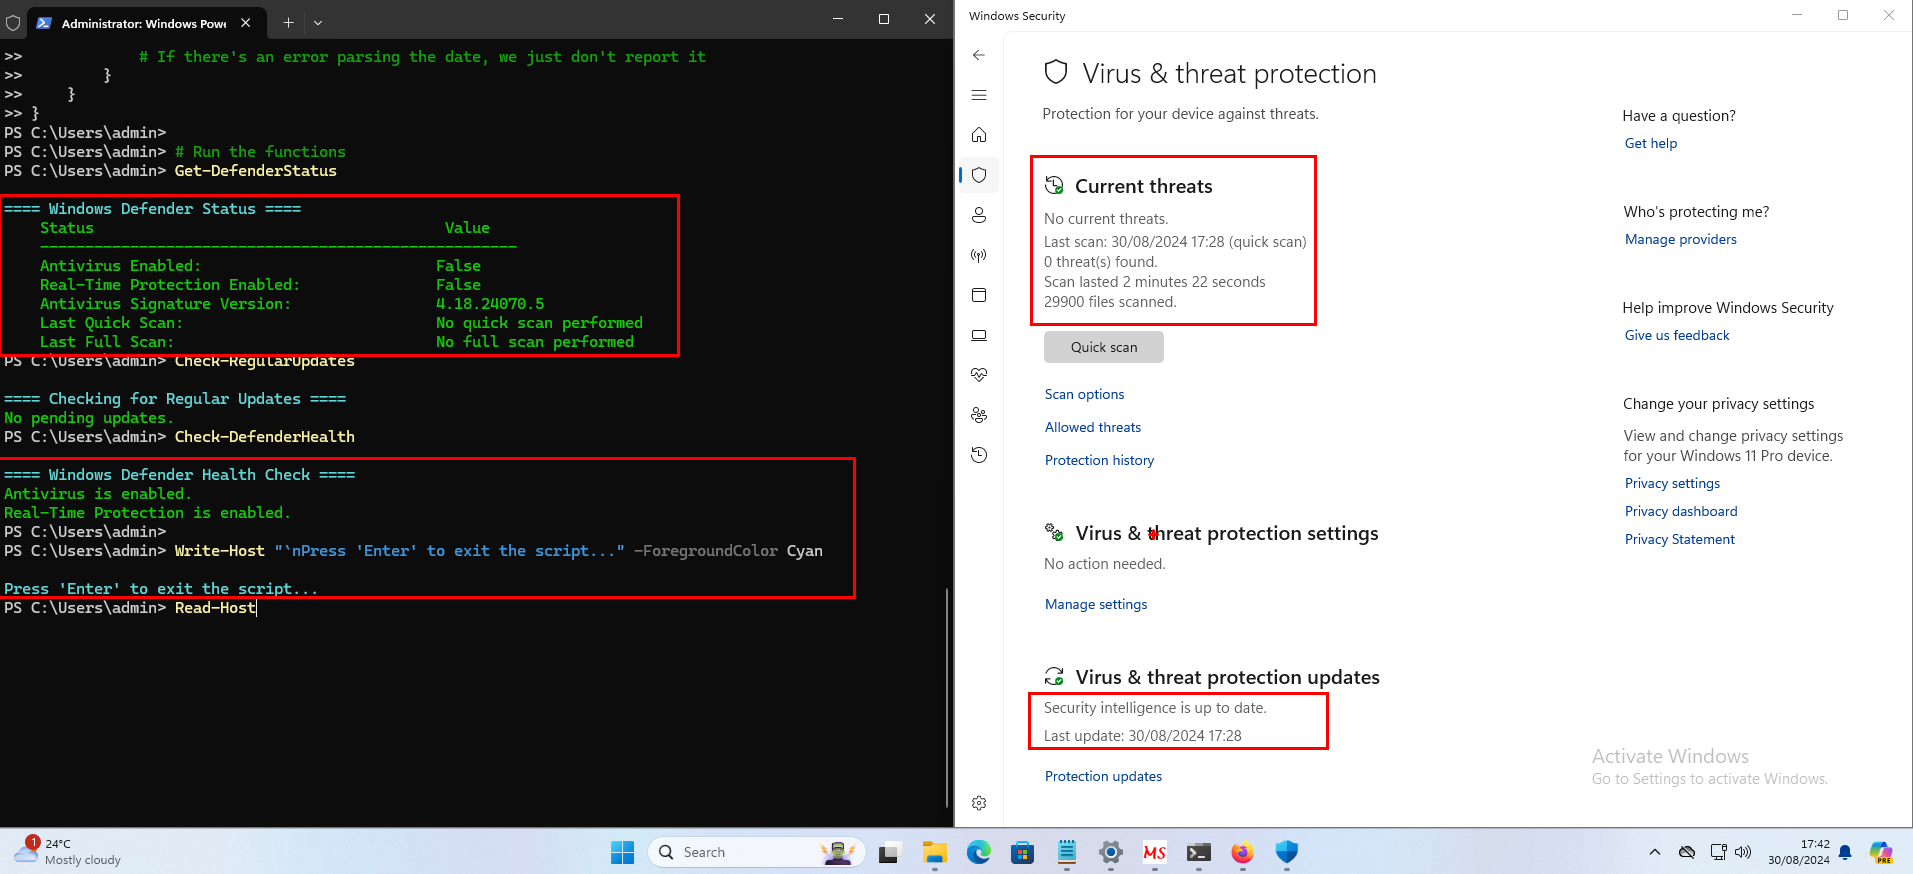 Administrator: Windows Powe
>>             # If there's an error parsing the date, we just don't report it
>>         }
>>     }
>> }
PS C:\Users\admin>
PS C:\Users\admin> # Run the functions
PS C:\Users\admin> Get-DefenderStatus
==== Windows Defender Status ====
    Status                                       Value
    -----------------------------------------------------
    Antivirus Enabled:                          False
    Real-Time Protection Enabled:               False
    Antivirus Signature Version:                4.18.24070.5
    Last Quick Scan:                            No quick scan performed
    Last Full Scan:                             No full scan performed
PS C:\Users\admin> Check-RegularUpdates
==== Checking for Regular Updates ====
No pending updates.
PS C:\Users\admin> Check-DefenderHealth
==== Windows Defender Health Check ====
Antivirus is enabled.
Real-Time Protection is enabled.
PS C:\Users\admin>
PS C:\Users\admin> Write-Host "`nPress 'Enter' to exit the script..." -ForegroundColor Cyan
Press 'Enter' to exit the script...
PS C:\Users\admin> Read-Host
Windows Security
Virus & threat protection
Protection for your device against threats.
Current threats
No current threats.
Last scan: 30/08/2024 17:28 (quick scan)
0 threat(s) found.
Scan lasted 2 minutes 22 seconds
29900 files scanned.
Quick scan
Scan options
Allowed threats
Protection history
Virus & threat protection settings
No action needed.
Manage settings
Virus & threat protection updates
Security intelligence is up to date.
Last update: 30/08/2024 17:28
Protection updates
Have a question?
Get help
Who's protecting me?
Manage providers
Help improve Windows Security
Give us feedback
Change your privacy settings
View and change privacy settings
for your Windows 11 Pro device.
Privacy settings
Privacy dashboard
Privacy Statement
Activate Windows
Go to Settings to activate Windows.
1
24°C
Mostly cloudy
Search
MS
17:42
30/08/2024
PRE